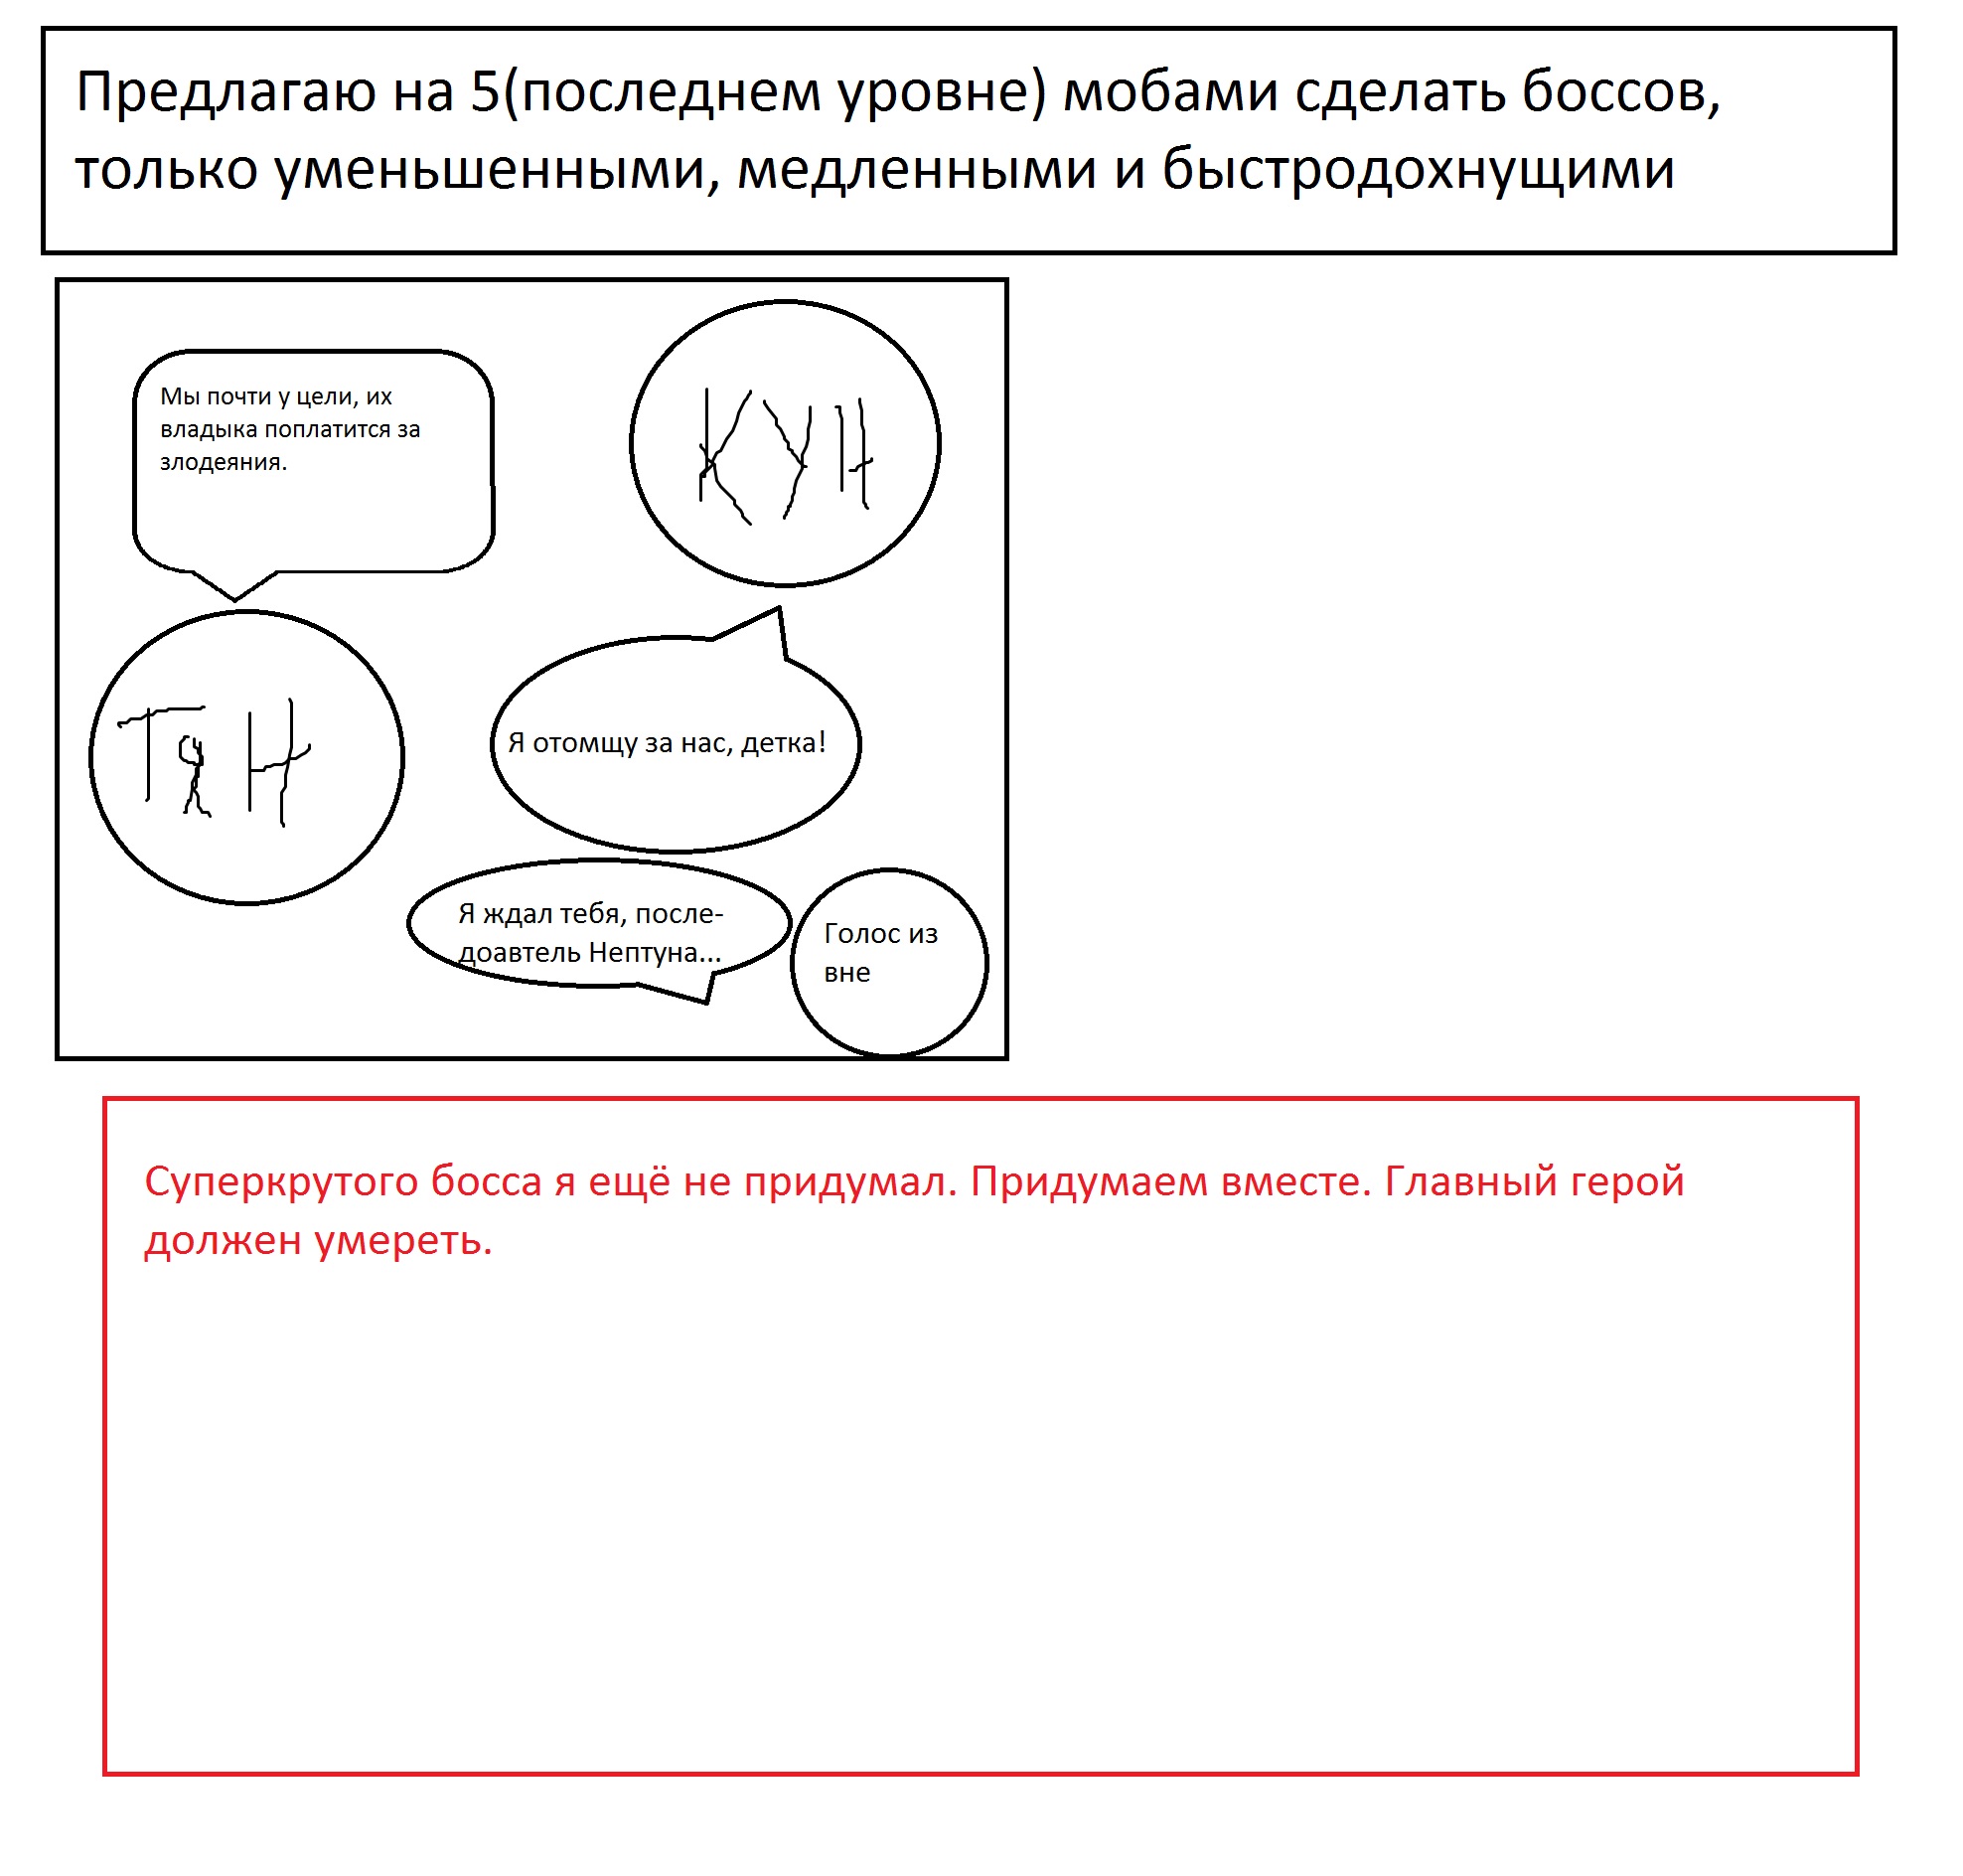 Предлагаю на 5(последнем уровне) мобами сделать боссов,
только уменьшенными, медленными и быстродохнущими
Мы почти у цели, их
владыка поплатится за
злодеяния.
Кун
Тян
Я отомщу за нас, детка!
Я ждал тебя, после-
доавтель Нептуна...
Голос из
вне
Суперкрутого босса я ещё не придумал. Придумаем вместе. Главный герой
должен умереть.